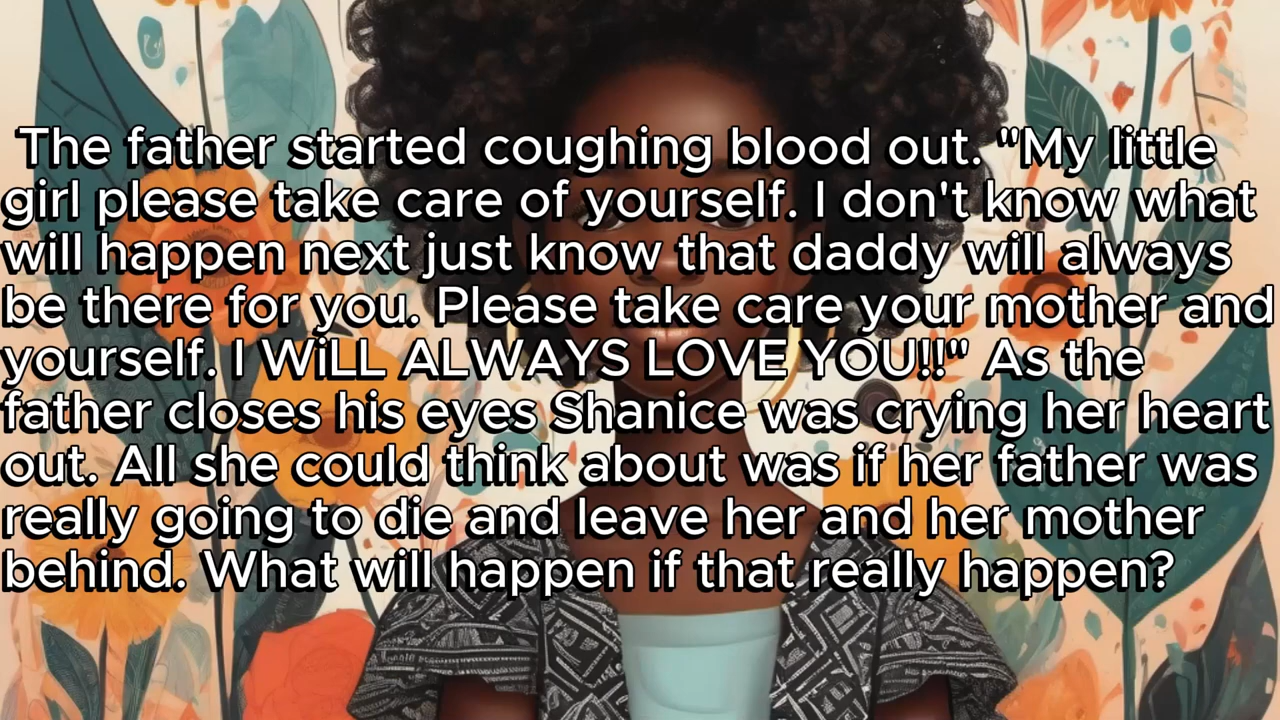 The father started coughing blood out. "My little
girl please take care of yourself. I don't know what
will happen next just know that daddy will always
be there for you. Please take care your mother and
yourself. I WiLL ALWAYS LOVE YOU!!" As the
father closes his eyes Shanice was crying her heart
out. All she could think about was if her father was
really going to die and leave her and her mother
behind. What will happen if that really happen?